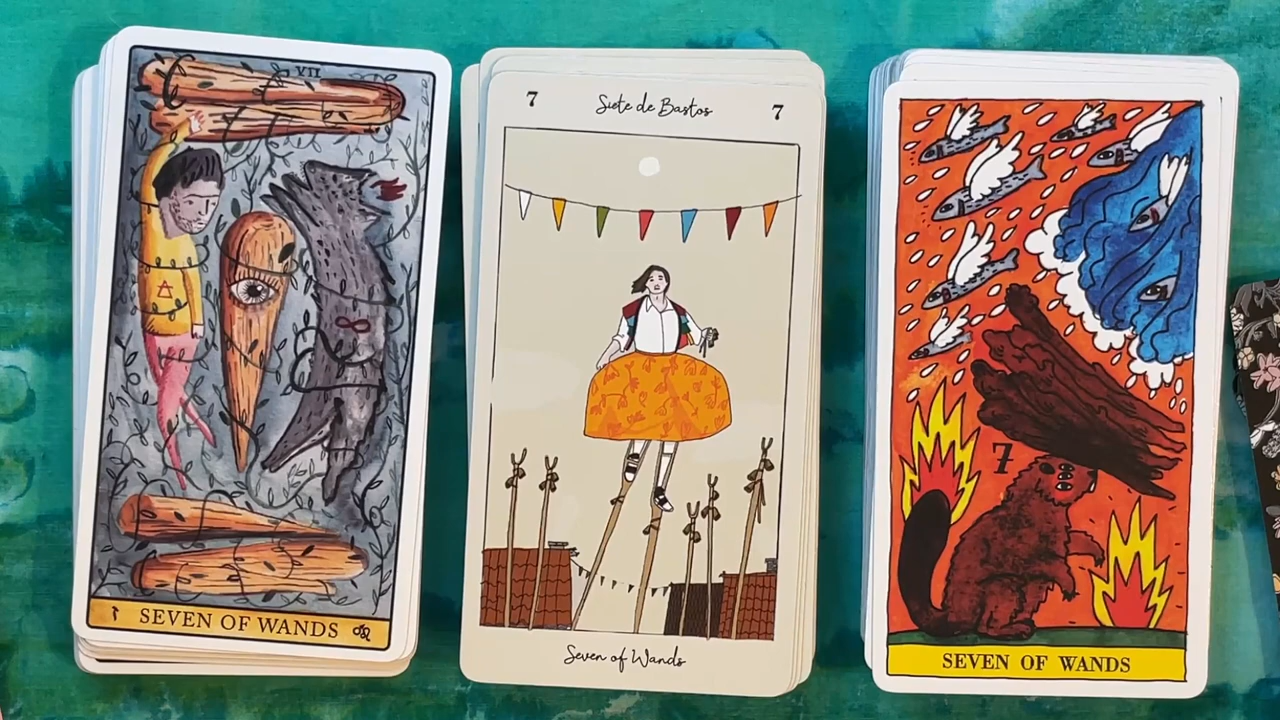 VII
SEVEN OF WANDS
7 Siete de Bastos 7
Seven of Wands
7
SEVEN OF WANDS